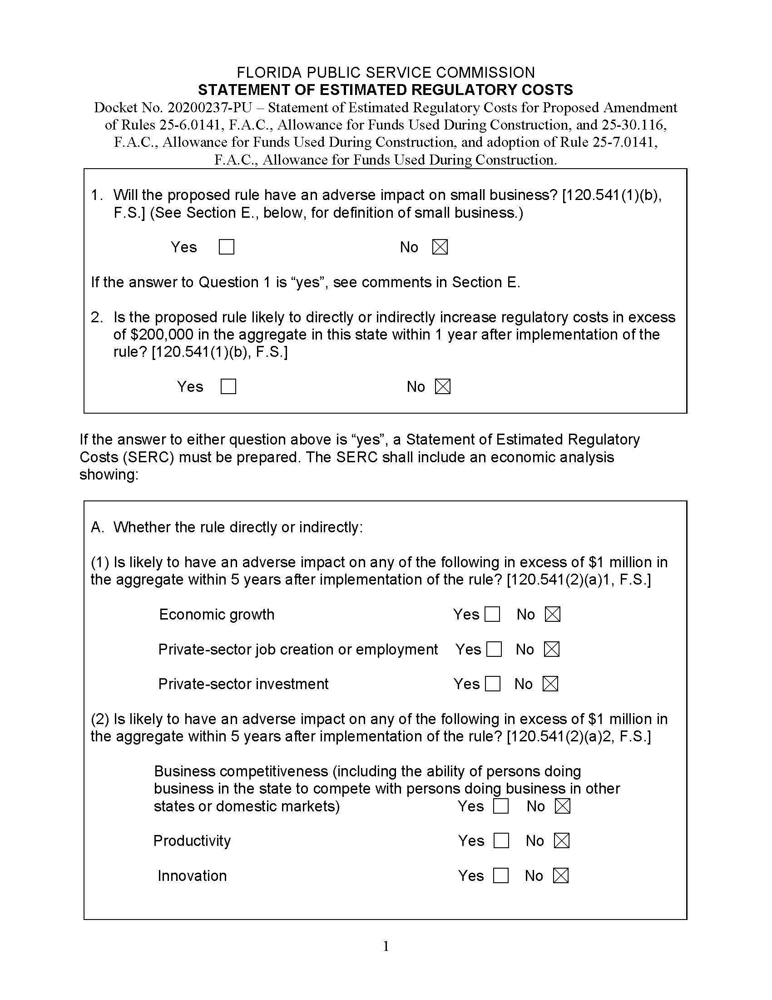 FLORIDA PUBLIC SERVICE COMMISSION
STATEMENT OF ESTIMATED REGULATORY COSTS
Docket No. 20200237-PU – Statement of Estimated Regulatory Costs for Proposed Amendment
of Rules 25-6.0141, F.A.C., Allowance for Funds Used During Construction, and 25-30.116,
F.A.C., Allowance for Funds Used During Construction, and adoption of Rule 25-7.0141,
F.A.C., Allowance for Funds Used During Construction.
1. Will the proposed rule have an adverse impact on small business? [120.541(1)(b),
F.S.] (See Section E., below, for definition of small business.)
Yes ☐ No ☒
If the answer to Question 1 is “yes”, see comments in Section E.
2. Is the proposed rule likely to directly or indirectly increase regulatory costs in excess
of $200,000 in the aggregate in this state within 1 year after implementation of the
rule? [120.541(1)(b), F.S.]
Yes ☐ No ☒
If the answer to either question above is “yes”, a Statement of Estimated Regulatory
Costs (SERC) must be prepared. The SERC shall include an economic analysis
showing:
A. Whether the rule directly or indirectly:
(1) Is likely to have an adverse impact on any of the following in excess of $1 million in
the aggregate within 5 years after implementation of the rule? [120.541(2)(a)1, F.S.]
Economic growth Yes ☐ No ☒
Private-sector job creation or employment Yes ☐ No ☒
Private-sector investment Yes ☐ No ☒
(2) Is likely to have an adverse impact on any of the following in excess of $1 million in
the aggregate within 5 years after implementation of the rule? [120.541(2)(a)2, F.S.]
Business competitiveness (including the ability of persons doing
business in the state to compete with persons doing business in other
states or domestic markets) Yes ☐ No ☒
Productivity Yes ☐ No ☒
Innovation Yes ☐ No ☒
1